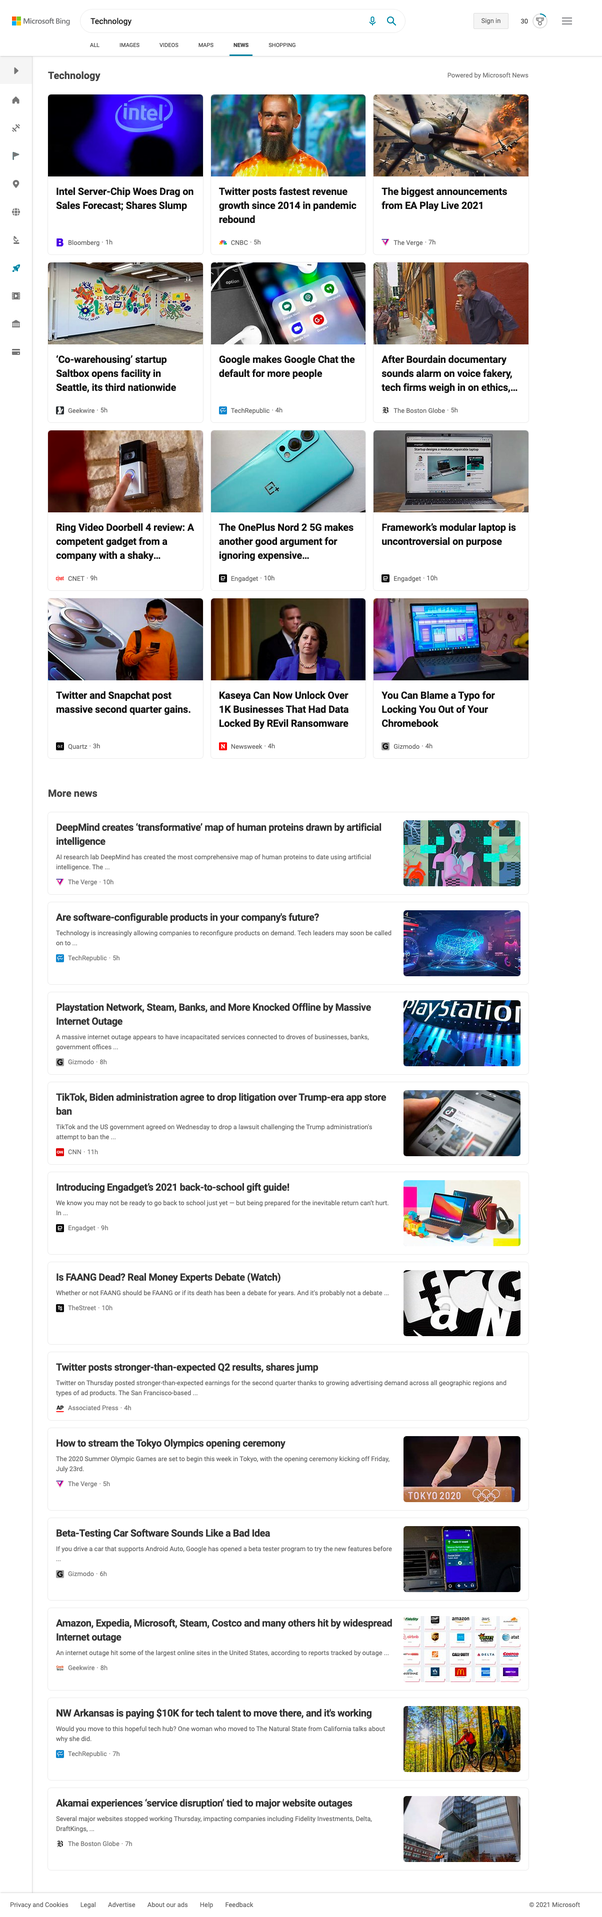 Microsoft Bing
Technology
Sign in
30
ALL
IMAGES
VIDEOS
MAPS
NEWS
SHOPPING
Technology
Powered by Microsoft News
intel
Intel Server-Chip Woes Drag on
Sales Forecast; Shares Slump
Bloomberg · 1h
Twitter posts fastest revenue
growth since 2014 in pandemic
rebound
CNBC · 5h
The biggest announcements
from EA Play Live 2021
The Verge · 7h
'Co-warehousing' startup
Saltbox opens facility in
Seattle, its third nationwide
Geekwire · 5h
option
Google makes Google Chat the
default for more people
TechRepublic · 4h
After Bourdain documentary
sounds alarm on voice fakery,
tech firms weigh in on ethics,...
The Boston Globe · 5h
Ring Video Doorbell 4 review: A
competent gadget from a
company with a shaky...
CNET · 9h
The OnePlus Nord 2 5G makes
another good argument for
ignoring expensive...
Engadget · 10h
Framework's modular laptop is
uncontroversial on purpose
Engadget · 10h
Twitter and Snapchat post
massive second quarter gains.
Quartz · 3h
Kaseya Can Now Unlock Over
1K Businesses That Had Data
Locked By REvil Ransomware
Newsweek · 4h
You Can Blame a Typo for
Locking You Out of Your
Chromebook
Gizmodo · 4h
More news
DeepMind creates 'transformative' map of human proteins drawn by artificial
intelligence
AI research lab DeepMind has created the most comprehensive map of human proteins to date using artificial
intelligence. The ...
The Verge · 10h
Are software-configurable products in your company's future?
Technology is increasingly allowing companies to reconfigure products on demand. Tech leaders may soon be called
on to ...
TechRepublic · 5h
Playstation Network, Steam, Banks, and More Knocked Offline by Massive
Internet Outage
A massive internet outage appears to have incapacitated services connected to droves of businesses, banks,
government offices ...
Gizmodo · 8h
PlayStation
TikTok, Biden administration agree to drop litigation over Trump-era app store
ban
TikTok and the US government agreed on Wednesday to drop a lawsuit challenging the Trump administration's
attempt to ban the ...
CNN · 11h
Introducing Engadget's 2021 back-to-school gift guide!
We know you may not be ready to go back to school just yet — but being prepared for the inevitable return can't hurt.
In ...
Engadget · 9h
Is FAANG Dead? Real Money Experts Debate (Watch)
Whether or not FAANG should be FAANG or if its death has been a debate for years. And it's probably not a debate ...
TheStreet · 10h
Twitter posts stronger-than-expected Q2 results, shares jump
Twitter on Thursday posted stronger-than-expected earnings for the second quarter thanks to growing advertising demand across all geographic regions and
types of ad products. The San Francisco-based ...
AP Associated Press · 4h
How to stream the Tokyo Olympics opening ceremony
The 2020 Summer Olympic Games are set to begin this week in Tokyo, with the opening ceremony kicking off Friday,
July 23rd.
The Verge · 5h
TOKYO 2020
Beta-Testing Car Software Sounds Like a Bad Idea
If you drive a car that supports Android Auto, Google has opened a beta tester program to try the new features before
...
Gizmodo · 6h
Amazon, Expedia, Microsoft, Steam, Costco and many others hit by widespread
Internet outage
An internet outage hit some of the largest online sites in the United States, according to reports tracked by outage ...
Geekwire · 8h
amazon
airbnb
at&t
DELTA
Costco
NW Arkansas is paying $10K for tech talent to move there, and it's working
Would you move to this hopeful tech hub? One woman who moved to The Natural State from California talks about
why she did.
TechRepublic · 7h
Akamai experiences 'service disruption' tied to major website outages
Several major websites stopped working Thursday, impacting companies including Fidelity Investments, Delta,
DraftKings, ...
The Boston Globe · 7h
Privacy and Cookies
Legal
Advertise
About our ads
Help
Feedback
© 2021 Microsoft